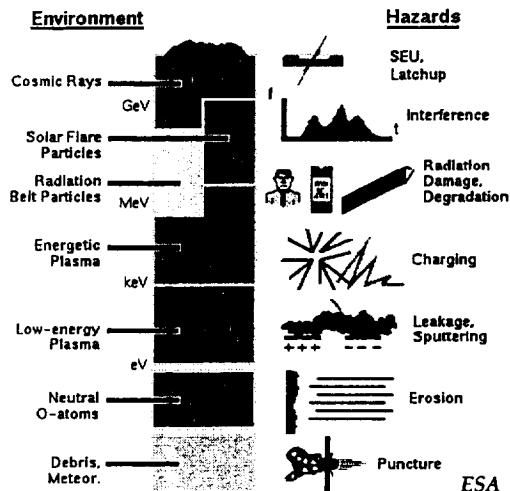 Environment
Hazards
Cosmic Rays
GeV
SEU,
Latchup
f
t
Interference
Solar Flare
Particles
Radiation
Belt Particles
MeV
Radiation
Damage,
Degradation
Energetic
Plasma
keV
Charging
Low-energy
Plasma
eV
Leakage,
Sputtering
+ + +
- - - -
Neutral
O-atoms
Erosion
Debris,
Meteor.
Puncture
ESA